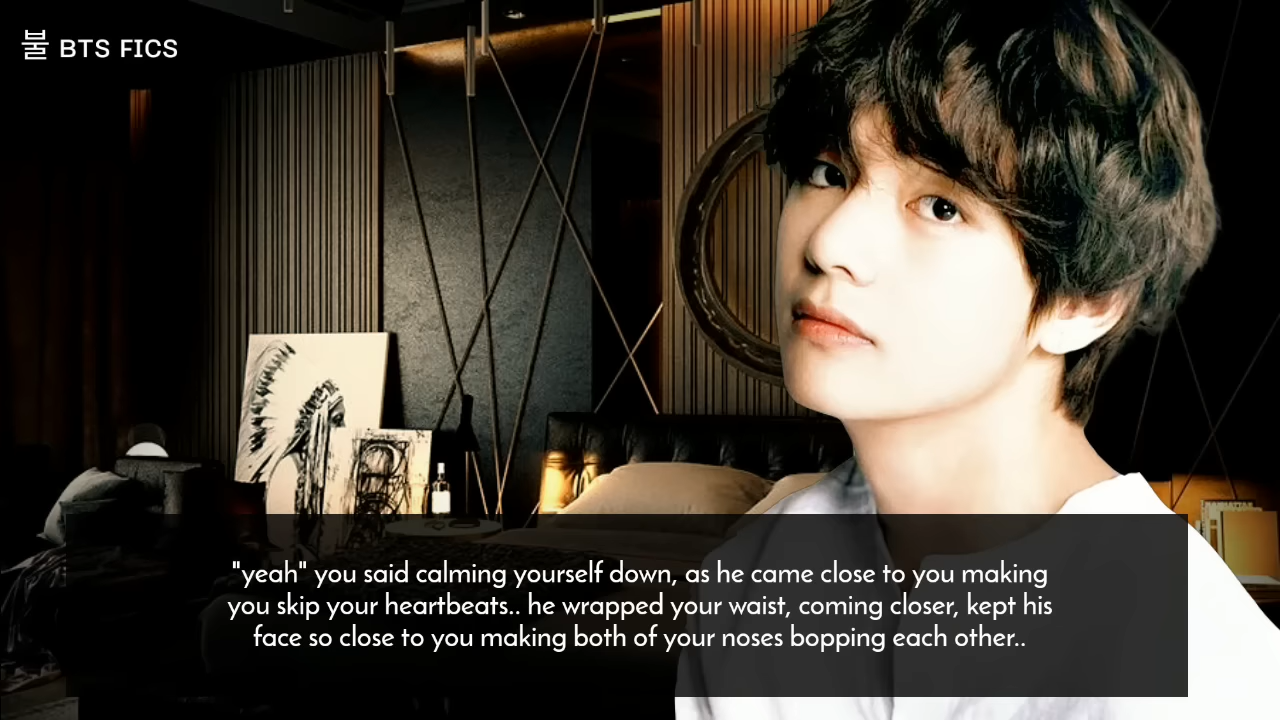 불 BTS FICS
"yeah" you said calming yourself down, as he came close to you making
you skip your heartbeats.. he wrapped your waist, coming closer, kept his
face so close to you making both of your noses bopping each other..